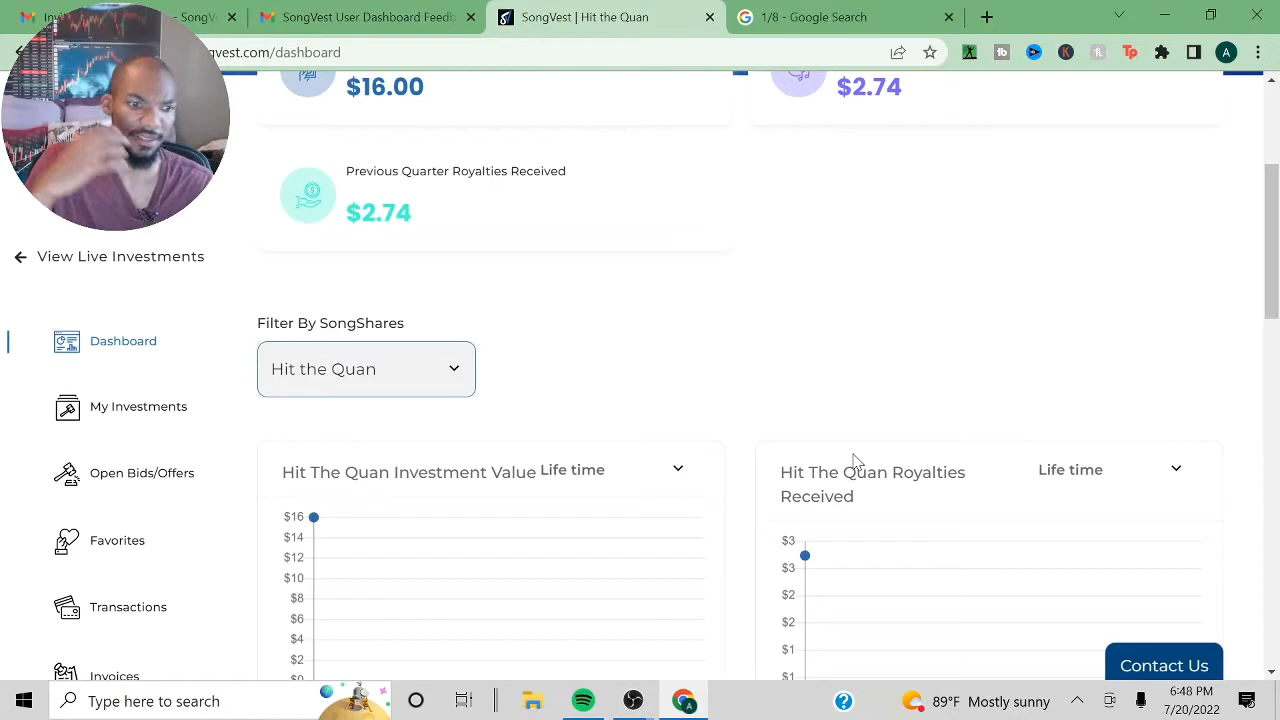 SongVest User Dashboard Feedb
SongVest | Hit the Quan
1/8 - Google Search
gvest.com/dashboard
A
$16.00
$2.74
Previous Quarter Royalties Received
$2.74
View Live Investments
Filter By SongShares
Hit the Quan
Dashboard
My Investments
Open Bids/Offers
Favorites
Transactions
Invoices
Hit The Quan Investment Value Life time
$16
$14
$12
$10
$8
$6
$4
$2
$0
Hit The Quan Royalties
Received
Life time
$3
$3
$2
$2
$1
$1
Contact Us
Type here to search
89°F Mostly sunny
6:48 PM
7/20/2022